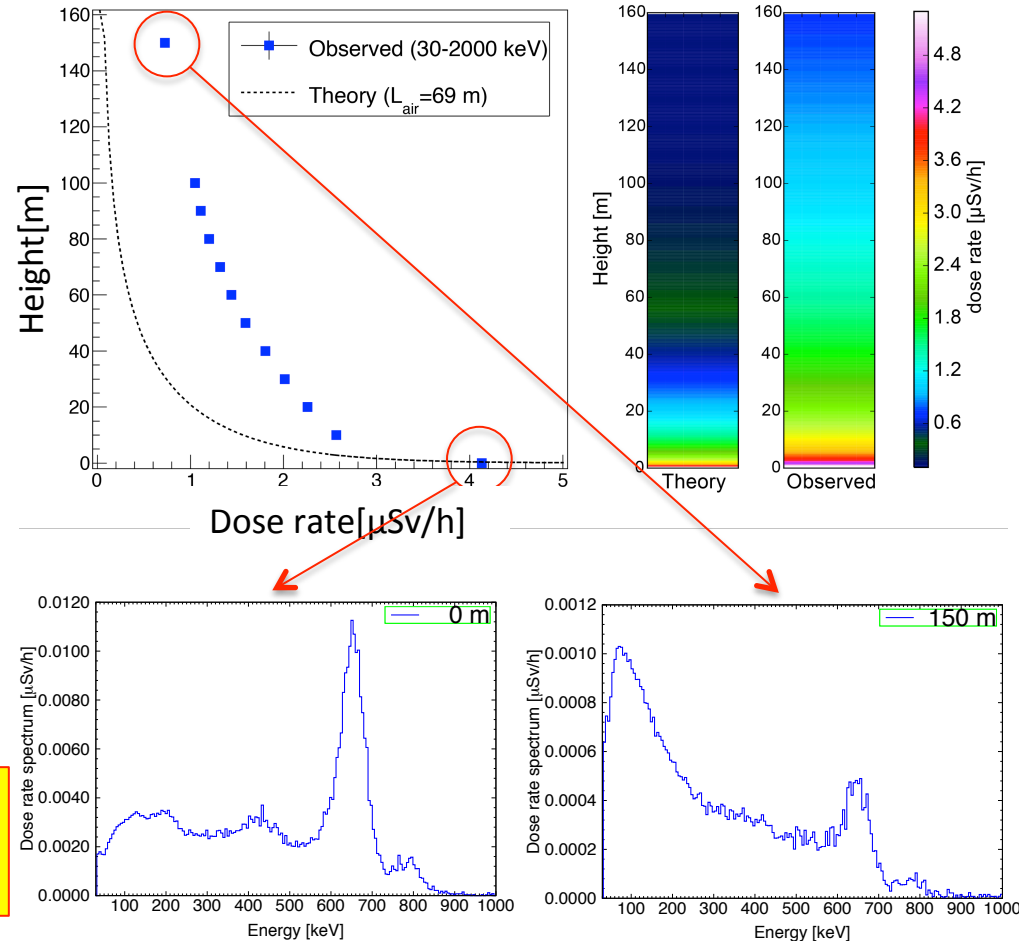 160
140
120
100
80
60
40
20
0
Height[m]
Observed (30-2000 keV)
Theory (L_air=69 m)
0 1 2 3 4 5
Dose rate[μSv/h]
160
140
120
100
80
60
40
20
0
Height [m]
Theory
160
140
120
100
80
60
40
20
0
Observed
4.8
4.2
3.6
3.0
2.4
1.8
1.2
0.6
dose rate [μSv/h]
0.0120
0.0100
0.0080
0.0060
0.0040
0.0020
0.0000
Dose rate spectrum [μSv/h]
0 m
100 200 300 400 500 600 700 800 900 1000
Energy [keV]
0.0012
0.0010
0.0008
0.0006
0.0004
0.0002
0.0000
Dose rate spectrum [μSv/h]
150 m
100 200 300 400 500 600 700 800 900 1000
Energy [keV]